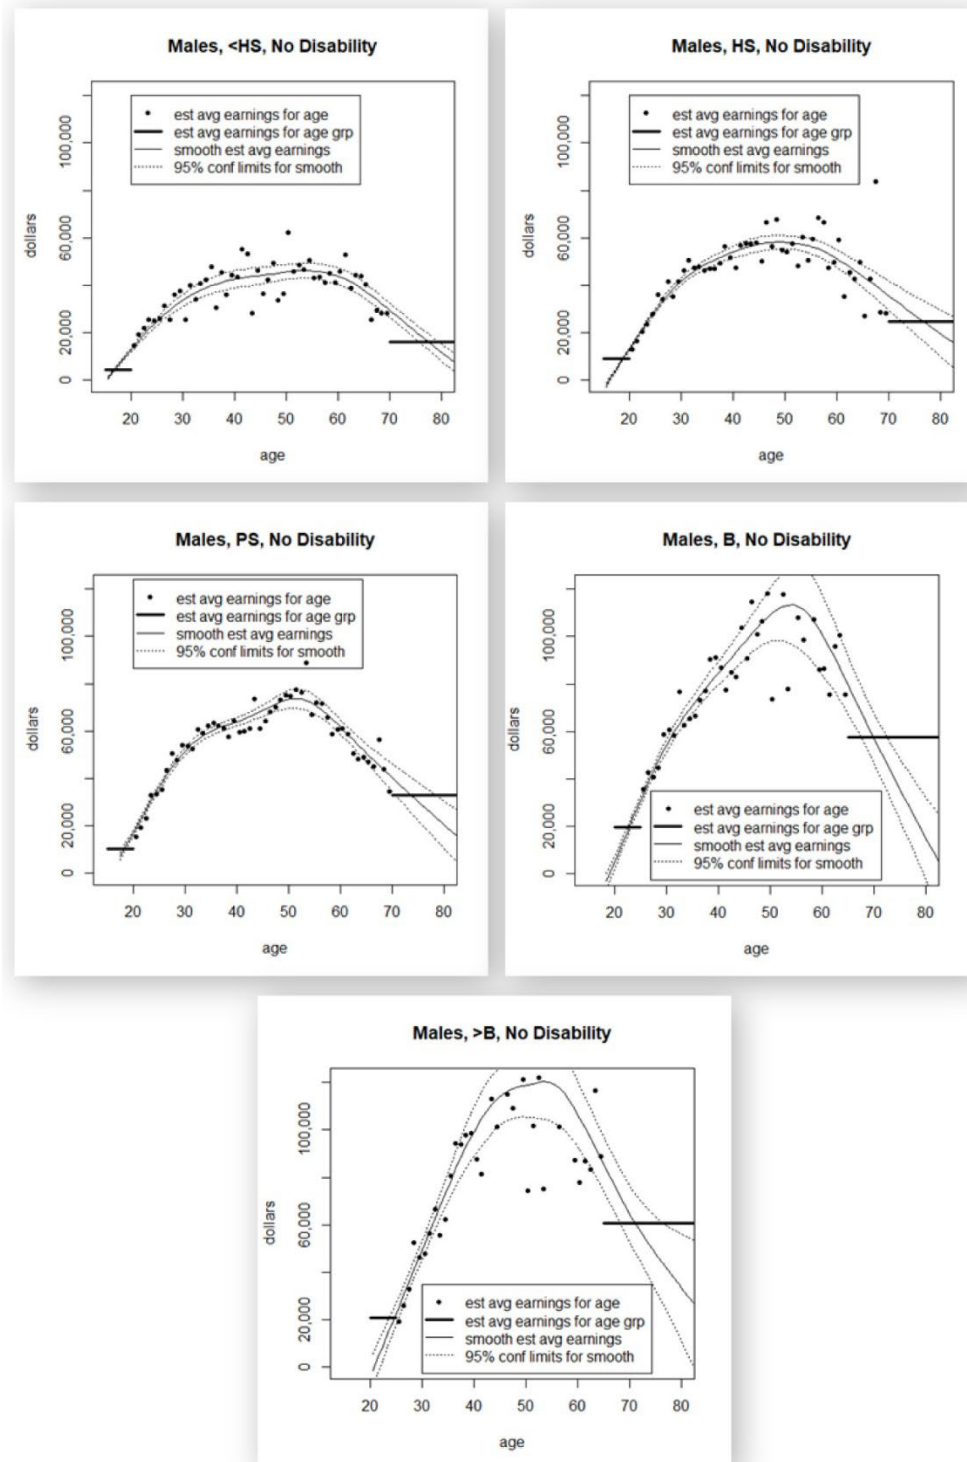 Males, <HS, No Disability
est avg earnings for age
est avg earnings for age grp
smooth est avg earnings
95% conf limits for smooth
100,000
60,000
20,000
0
dollars
20 30 40 50 60 70 80
age
Males, HS, No Disability
est avg earnings for age
est avg earnings for age grp
smooth est avg earnings
95% conf limits for smooth
100,000
60,000
20,000
0
dollars
20 30 40 50 60 70 80
age
Males, PS, No Disability
est avg earnings for age
est avg earnings for age grp
smooth est avg earnings
95% conf limits for smooth
100,000
60,000
20,000
0
dollars
20 30 40 50 60 70 80
age
Males, B, No Disability
100,000
60,000
20,000
0
dollars
est avg earnings for age
est avg earnings for age grp
smooth est avg earnings
95% conf limits for smooth
20 30 40 50 60 70 80
age
Males, >B, No Disability
100,000
60,000
20,000
0
dollars
est avg earnings for age
est avg earnings for age grp
smooth est avg earnings
95% conf limits for smooth
20 30 40 50 60 70 80
age